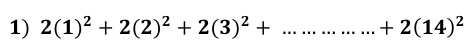 1) 2(1)² + 2(2)² + 2(3)² + ... ... ... ... ... + 2(14)²